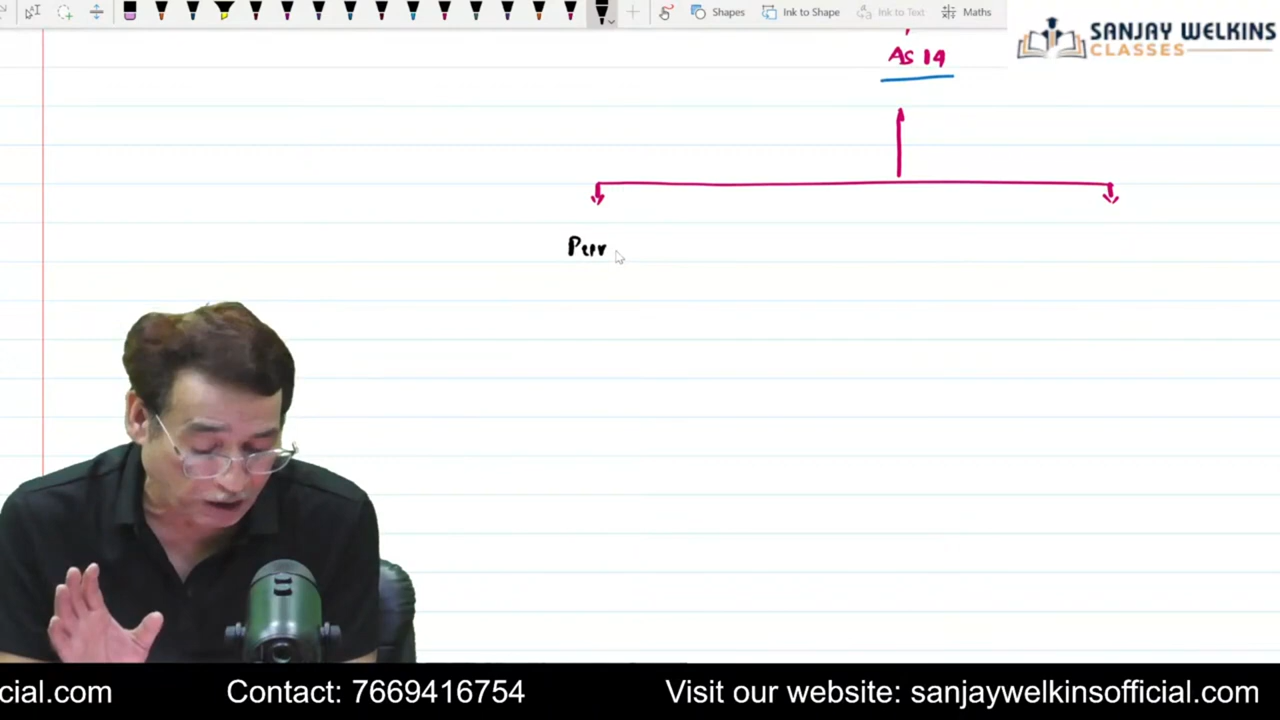 Shapes Ink to Shape Ink to Text Maths
SANJAY WELKINS
CLASSES
As 14
Pur
cial.com Contact: 7669416754 Visit our website: sanjaywelkinsofficial.com